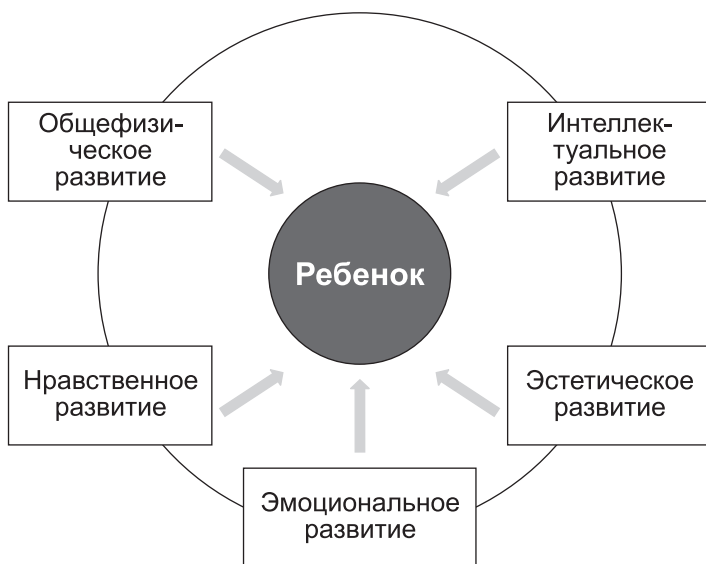 Общефизи-
ческое
развитие
Интеллек-
туальное
развитие
Ребенок
Нравственное
развитие
Эстетическое
развитие
Эмоциональное
развитие